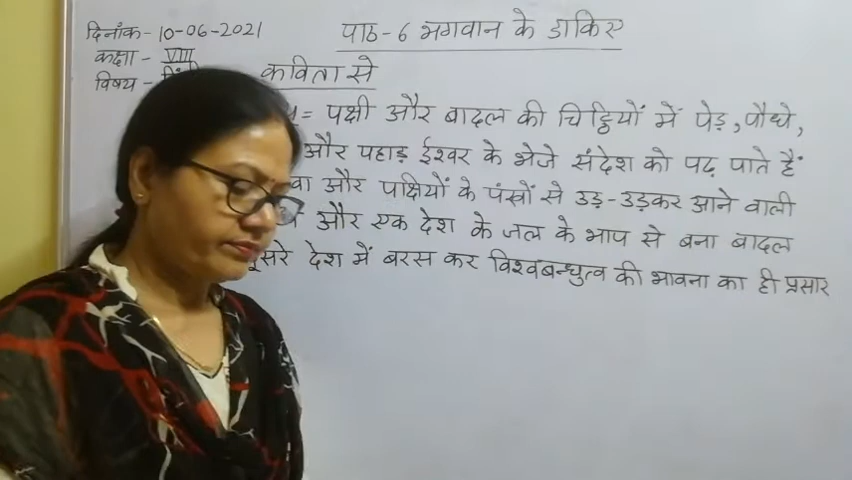 दिनांक - 10-06-2021
पाठ - 6 भगवान के डाकिए
कक्षा - VIII
विषय -
कविता से
= पक्षी और बादल की चिट्ठियों में पेड़, पौधे,
और पहाड़ ईश्वर के भेजे संदेश को पढ़ पाते हैं
और पक्षियों के पंखों से उड़-उड़कर आने वाली
और एक देश के जल के भाप से बना बादल
देश में बरस कर विश्वबन्धुत्व की भावना का ही प्रसार